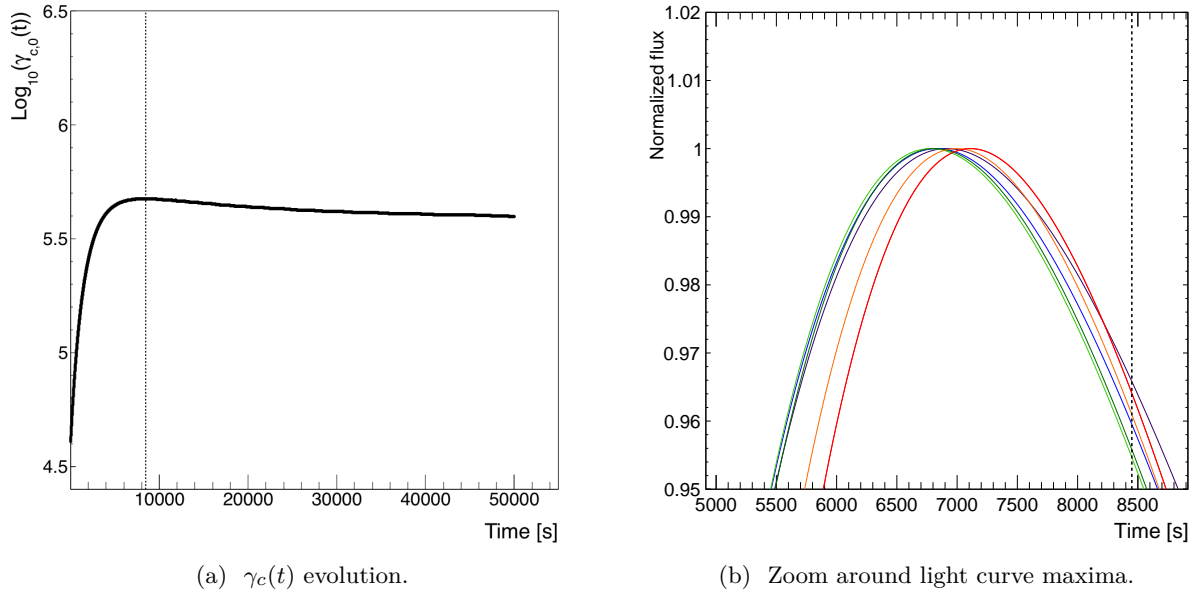 Log₁₀(γ_c,0(t))
6.5
6
5.5
5
4.5
10000 20000 30000 40000 50000
Time [s]
(a) γ_c(t) evolution.
Normalized flux
1.02
1.01
1
0.99
0.98
0.97
0.96
0.95
5000 5500 6000 6500 7000 7500 8000 8500
Time [s]
(b) Zoom around light curve maxima.